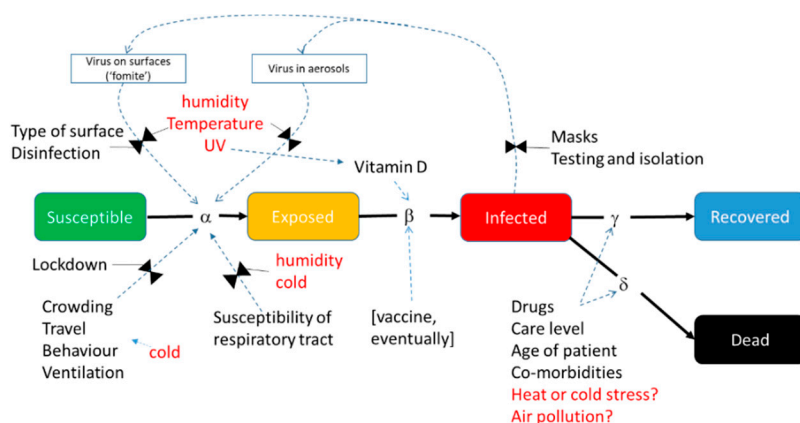 Virus on surfaces
('fomite')
Virus in aerosols
humidity
Temperature
UV
Type of surface
Disinfection
Masks
Testing and isolation
Vitamin D
Susceptible
α
Exposed
β
Infected
γ
Recovered
Lockdown
humidity
cold
δ
Crowding
Travel
Behaviour
Ventilation
cold
Susceptibility of
respiratory tract
[vaccine,
eventually]
Drugs
Care level
Age of patient
Co-morbidities
Heat or cold stress?
Air pollution?
Dead